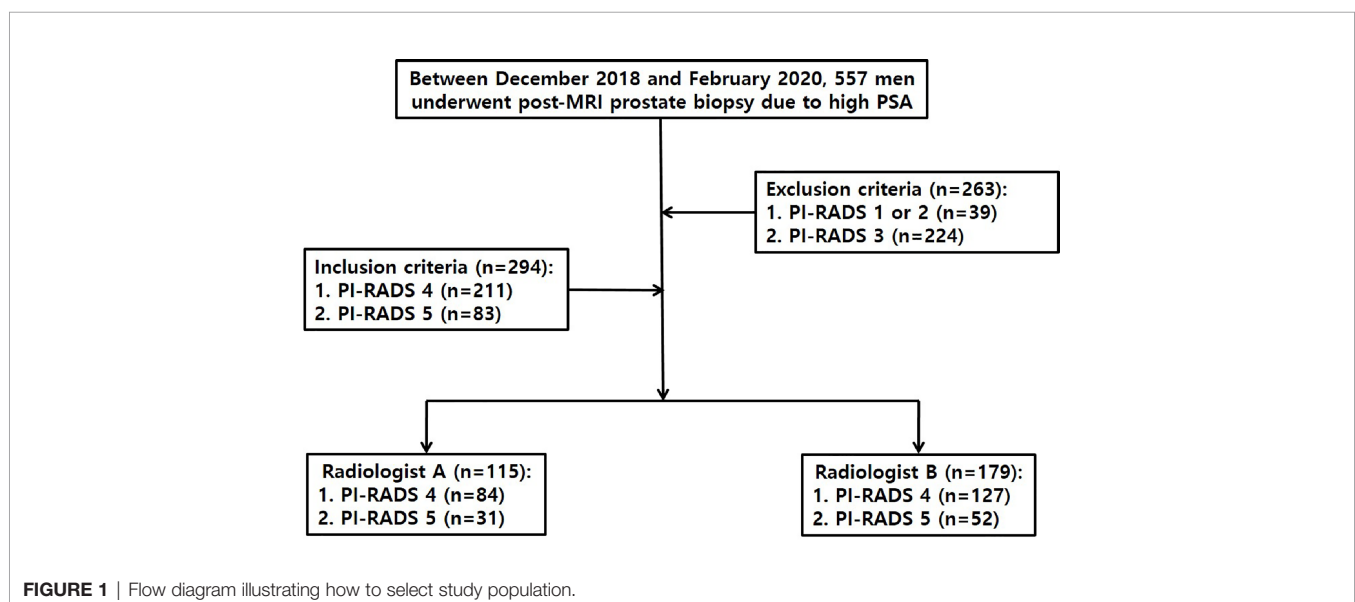 Between December 2018 and February 2020, 557 men
underwent post-MRI prostate biopsy due to high PSA
Exclusion criteria (n=263):
1. PI-RADS 1 or 2 (n=39)
2. PI-RADS 3 (n=224)
Inclusion criteria (n=294):
1. PI-RADS 4 (n=211)
2. PI-RADS 5 (n=83)
Radiologist A (n=115):
1. PI-RADS 4 (n=84)
2. PI-RADS 5 (n=31)
Radiologist B (n=179):
1. PI-RADS 4 (n=127)
2. PI-RADS 5 (n=52)
FIGURE 1 | Flow diagram illustrating how to select study population.